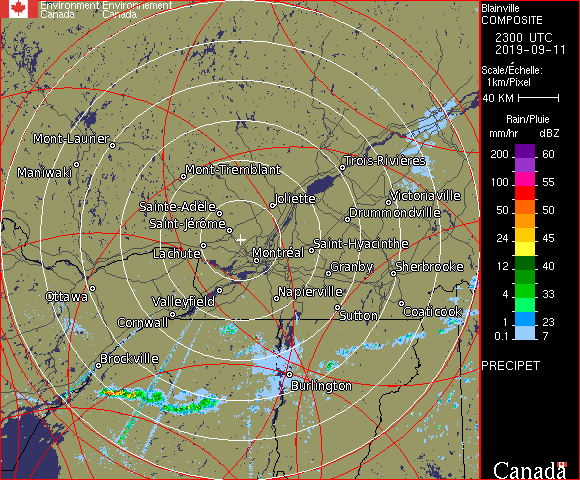 Environment Environnement
Canada Canada
Blainville
COMPOSITE
2300 UTC
2019-09-11
Scale/Échelle:
1km/Pixel
40 KM
Rain/Pluie
mm/hr dBZ
200 60
100 55
50 50
24 45
12 40
4 33
1 23
0.1 7
PRECIPET
Canada
Mont-Laurier
Maniwaki
Mont-Tremblant
Trois-Rivières
Sainte-Adèle
Joliette
Victoriaville
Saint-Jérôme
Drummondville
Lachute
Montréal
Saint-Hyacinthe
Granby
Sherbrooke
Ottawa
Valleyfield
Napierville
Cornwall
Sutton
Coaticook
Brockville
Burlington